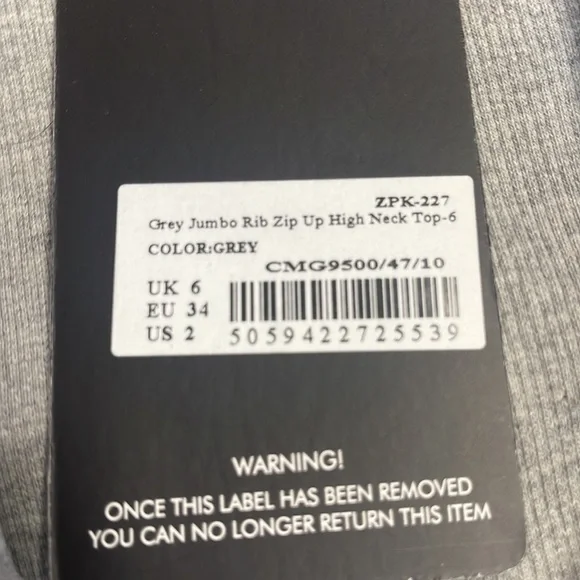 ZPK-227
Grey Jumbo Rib Zip Up High Neck Top-6
COLOR:GREY
CMG9500/47/10
UK 6
EU 34
US 2
5059422725539
WARNING!
ONCE THIS LABEL HAS BEEN REMOVED
YOU CAN NO LONGER RETURN THIS ITEM